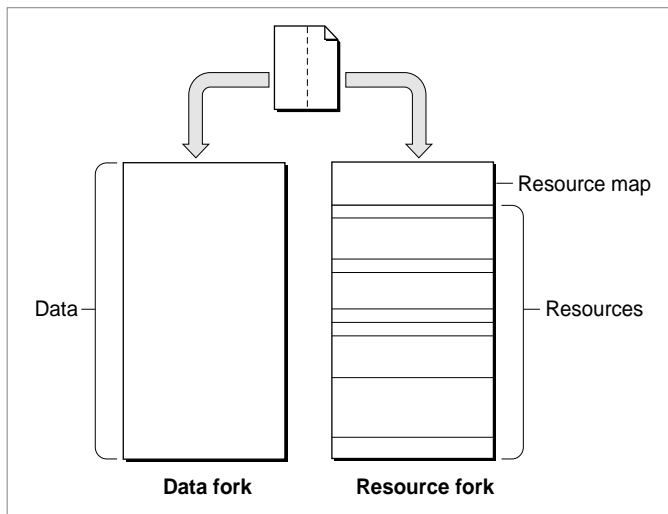 Resource map
Data
Resources
Data fork
Resource fork